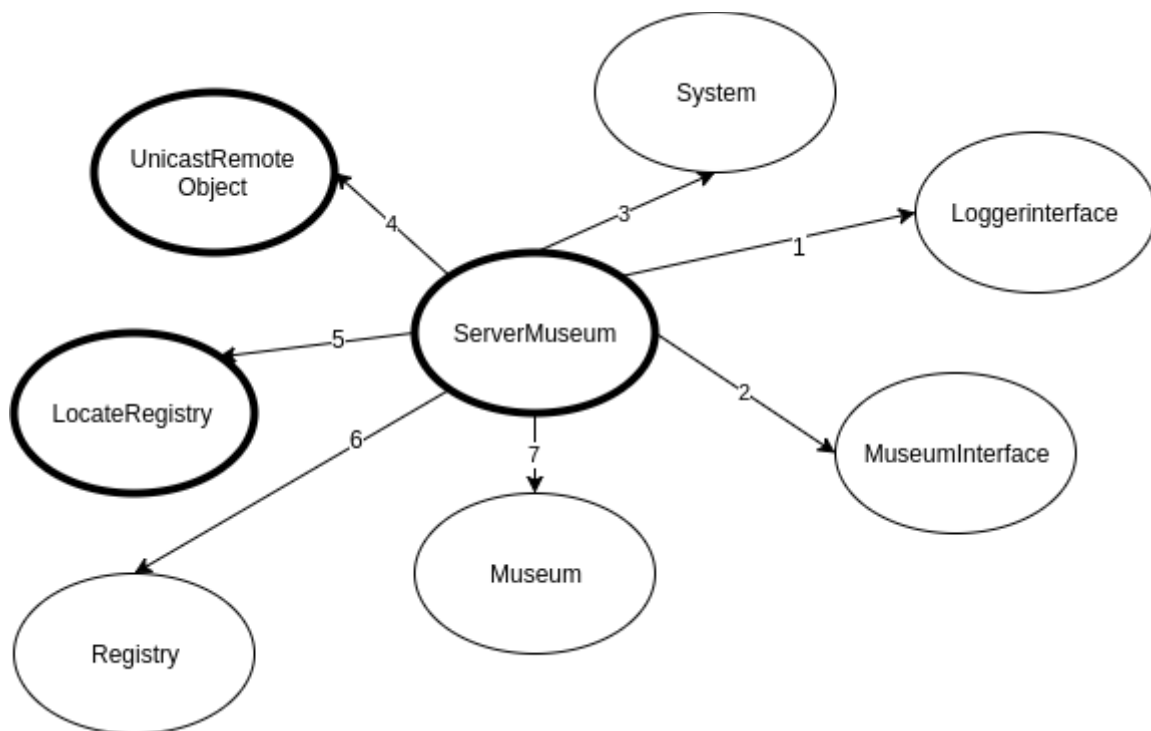 System
UnicastRemote
Object
Loggerinterface
4
3
1
ServerMuseum
5
LocateRegistry
2
6
7
MuseumInterface
Museum
Registry